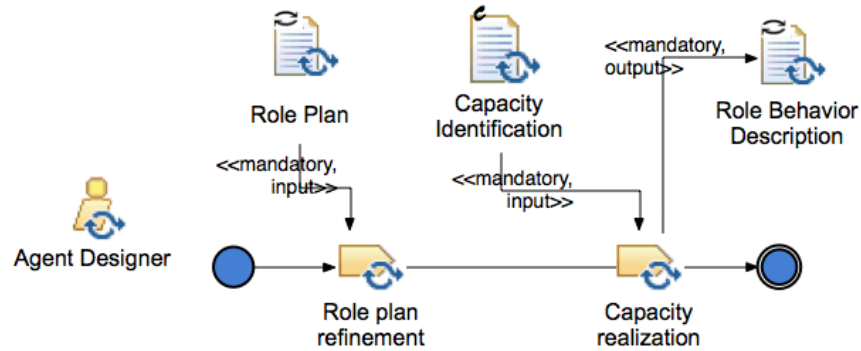 <<mandatory,
output>>
Role Plan
Capacity
Identification
Role Behavior
Description
<<mandatory,
input>>
<<mandatory,
input>>
Agent Designer
Role plan
refinement
Capacity
realization